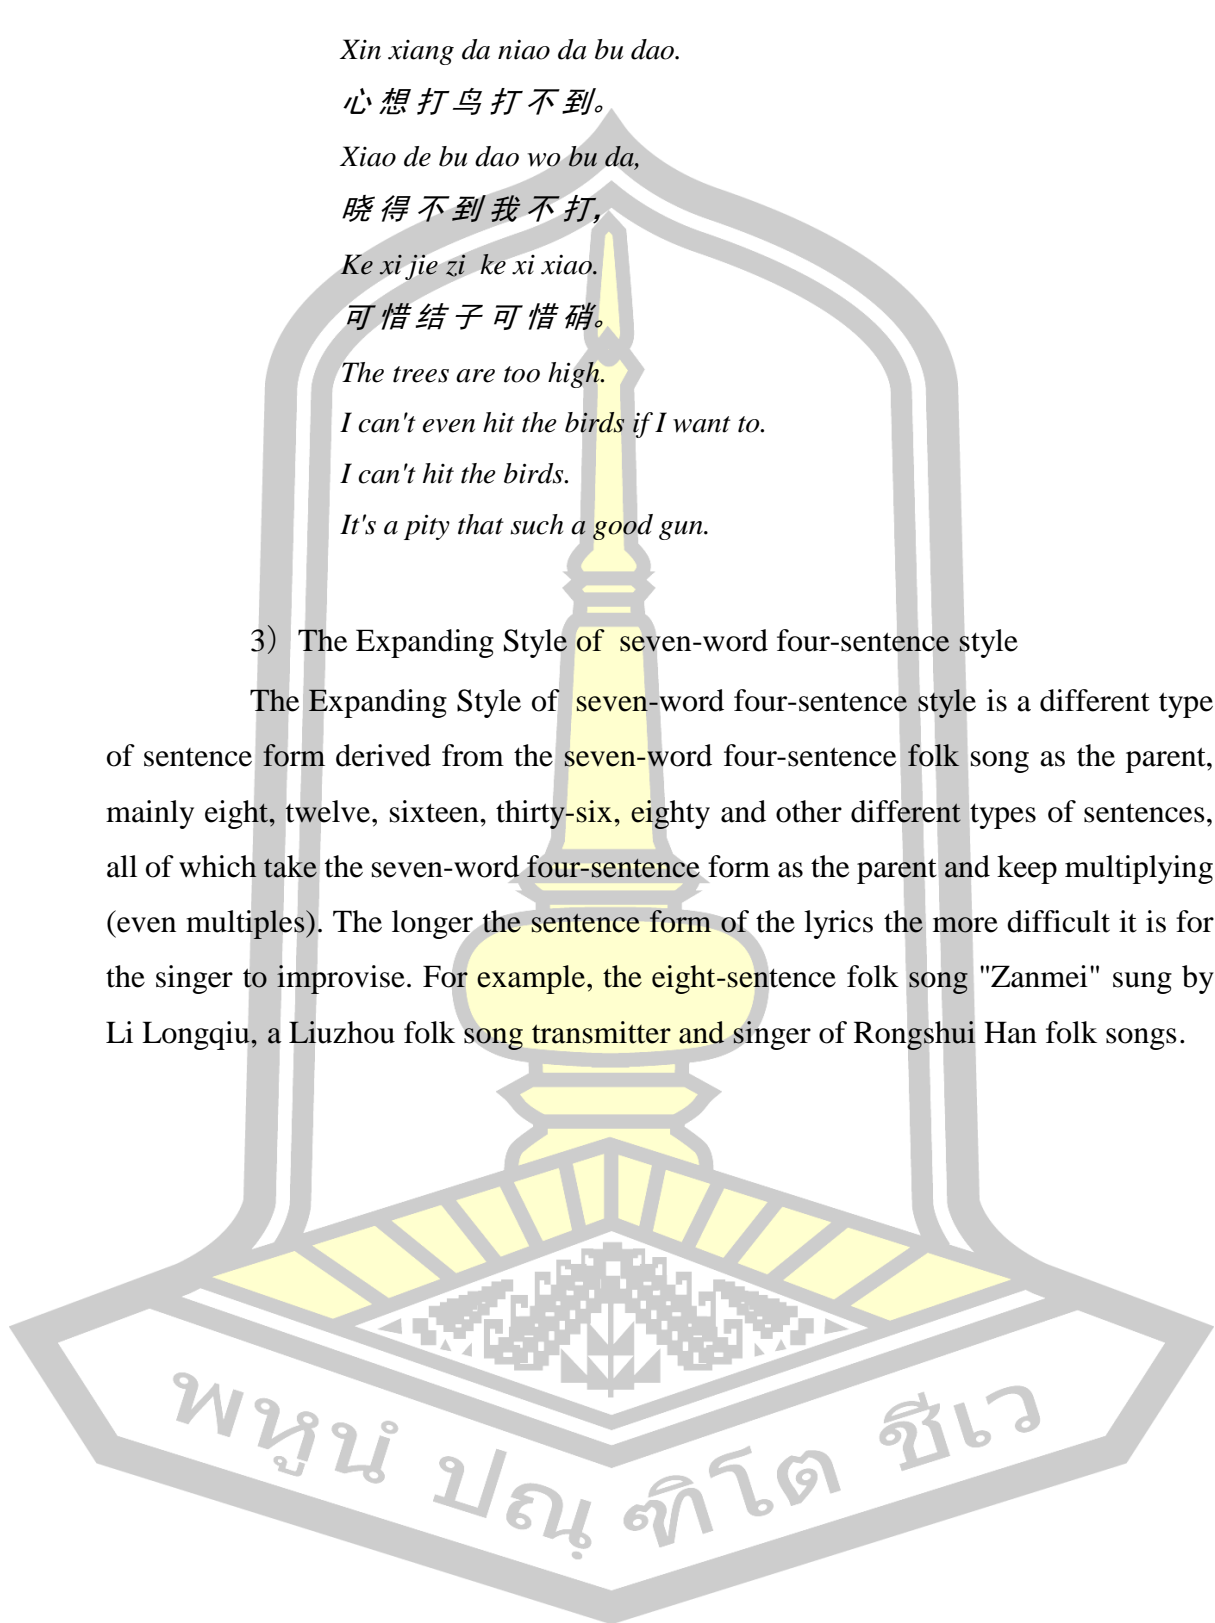 Xin xiang da niao da bu dao.
心 想 打 鸟 打 不 到。
Xiao de bu dao wo bu da,
晓 得 不 到 我 不 打,
Ke xi jie zi ke xi xiao.
可 惜 结 子 可 惜 硝。
The trees are too high.
I can't even hit the birds if I want to.
I can't hit the birds.
It's a pity that such a good gun.
3）The Expanding Style of seven-word four-sentence style
The Expanding Style of seven-word four-sentence style is a different type
of sentence form derived from the seven-word four-sentence folk song as the parent,
mainly eight, twelve, sixteen, thirty-six, eighty and other different types of sentences,
all of which take the seven-word four-sentence form as the parent and keep multiplying
(even multiples). The longer the sentence form of the lyrics the more difficult it is for
the singer to improvise. For example, the eight-sentence folk song "Zanmei" sung by
Li Longqiu, a Liuzhou folk song transmitter and singer of Rongshui Han folk songs.
พหูนํ ปณฺฑิโต ชีเว